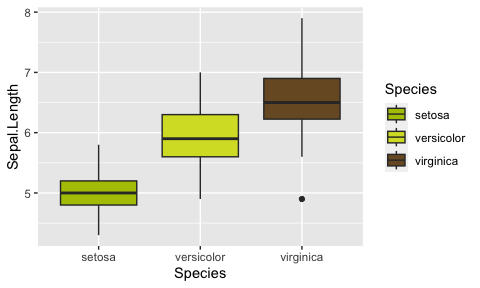 8
7
6
5
Sepal.Length
setosa
versicolor
virginica
Species
Species
setosa
versicolor
virginica